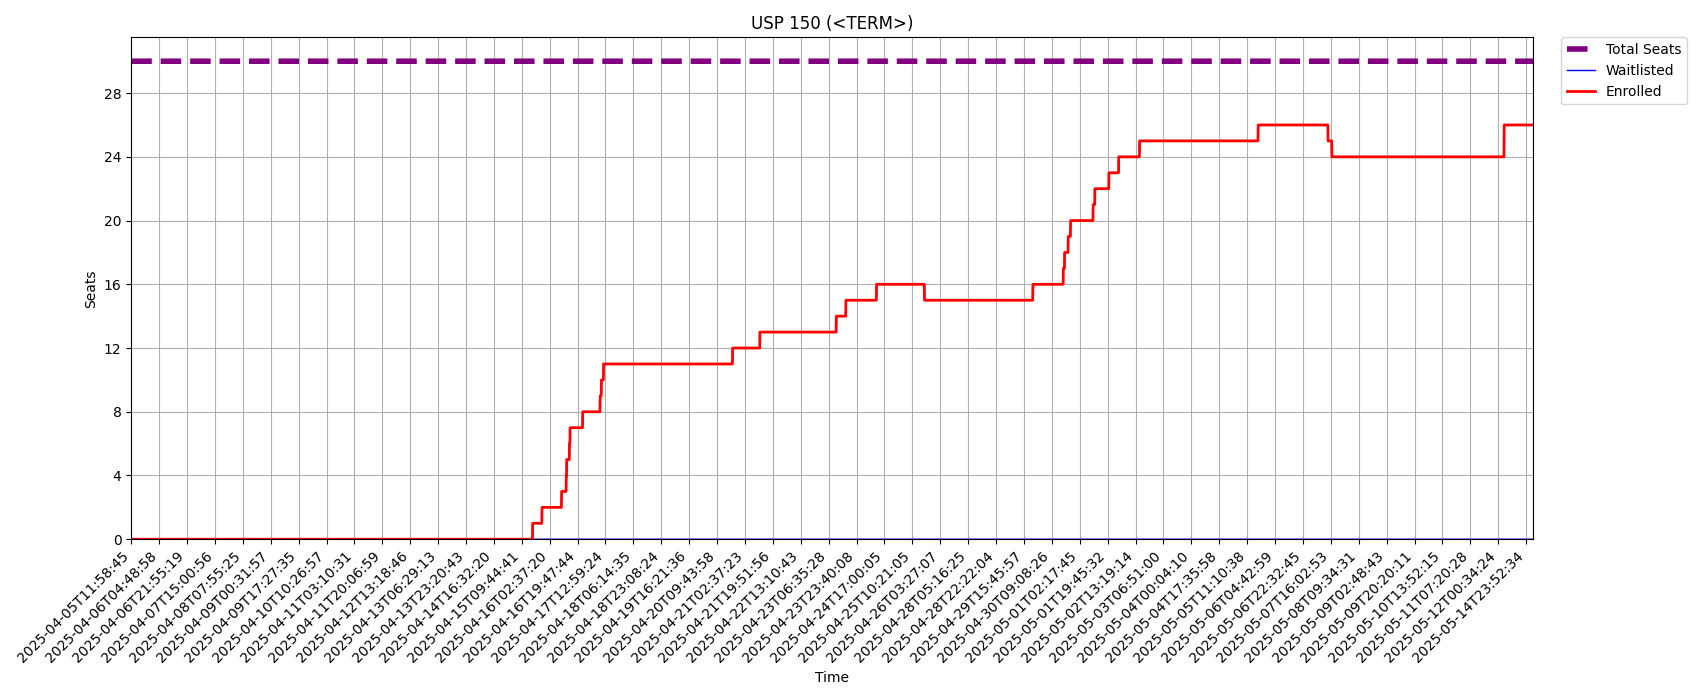 USP 150 (<TERM>)
Total Seats
Waitlisted
Enrolled
Seats
28
24
20
16
12
8
4
0
2025-04-05T11:58:45
2025-04-06T04:48:58
2025-04-06T21:55:19
2025-04-07T15:00:56
2025-04-08T07:55:25
2025-04-09T00:31:57
2025-04-09T17:27:35
2025-04-10T10:26:57
2025-04-11T03:10:31
2025-04-11T20:06:59
2025-04-12T13:18:46
2025-04-13T06:29:13
2025-04-13T23:20:43
2025-04-14T16:32:20
2025-04-15T09:44:41
2025-04-16T02:37:20
2025-04-16T19:47:44
2025-04-17T12:59:24
2025-04-18T06:14:35
2025-04-18T23:08:24
2025-04-19T16:21:36
2025-04-20T09:43:58
2025-04-21T02:37:23
2025-04-21T19:51:56
2025-04-22T13:10:43
2025-04-23T06:35:28
2025-04-23T23:40:08
2025-04-24T17:00:05
2025-04-25T10:21:05
2025-04-26T03:27:07
2025-04-28T05:16:25
2025-04-28T22:22:04
2025-04-29T15:45:57
2025-04-30T09:08:26
2025-05-01T02:17:45
2025-05-01T19:45:32
2025-05-02T13:19:14
2025-05-03T06:51:00
2025-05-04T00:04:10
2025-05-04T17:35:58
2025-05-05T11:10:38
2025-05-06T04:42:59
2025-05-06T22:32:45
2025-05-07T16:02:53
2025-05-08T09:34:31
2025-05-09T02:48:43
2025-05-09T20:20:11
2025-05-10T13:52:15
2025-05-11T07:20:28
2025-05-12T00:34:24
2025-05-14T23:52:34
Time